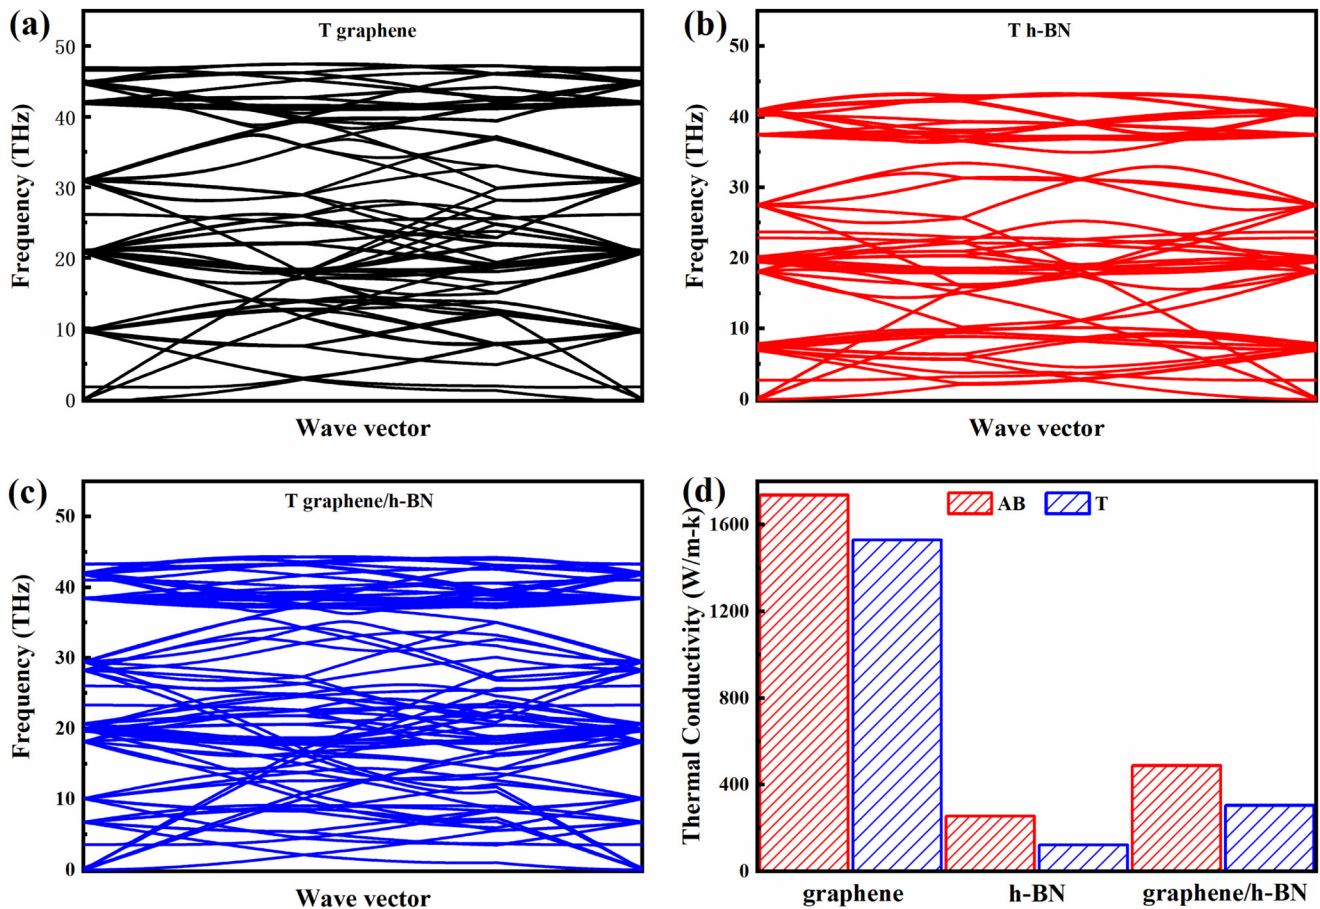 (a)
T graphene
50
40
30
20
10
0
Frequency (THz)
Wave vector
(b)
T h-BN
50
40
30
20
10
0
Frequency (THz)
Wave vector
(c)
T graphene/h-BN
50
40
30
20
10
0
Frequency (THz)
Wave vector
(d)
AB T
1600
1200
800
400
0
Thermal Conductivity (W/m-k)
graphene h-BN graphene/h-BN